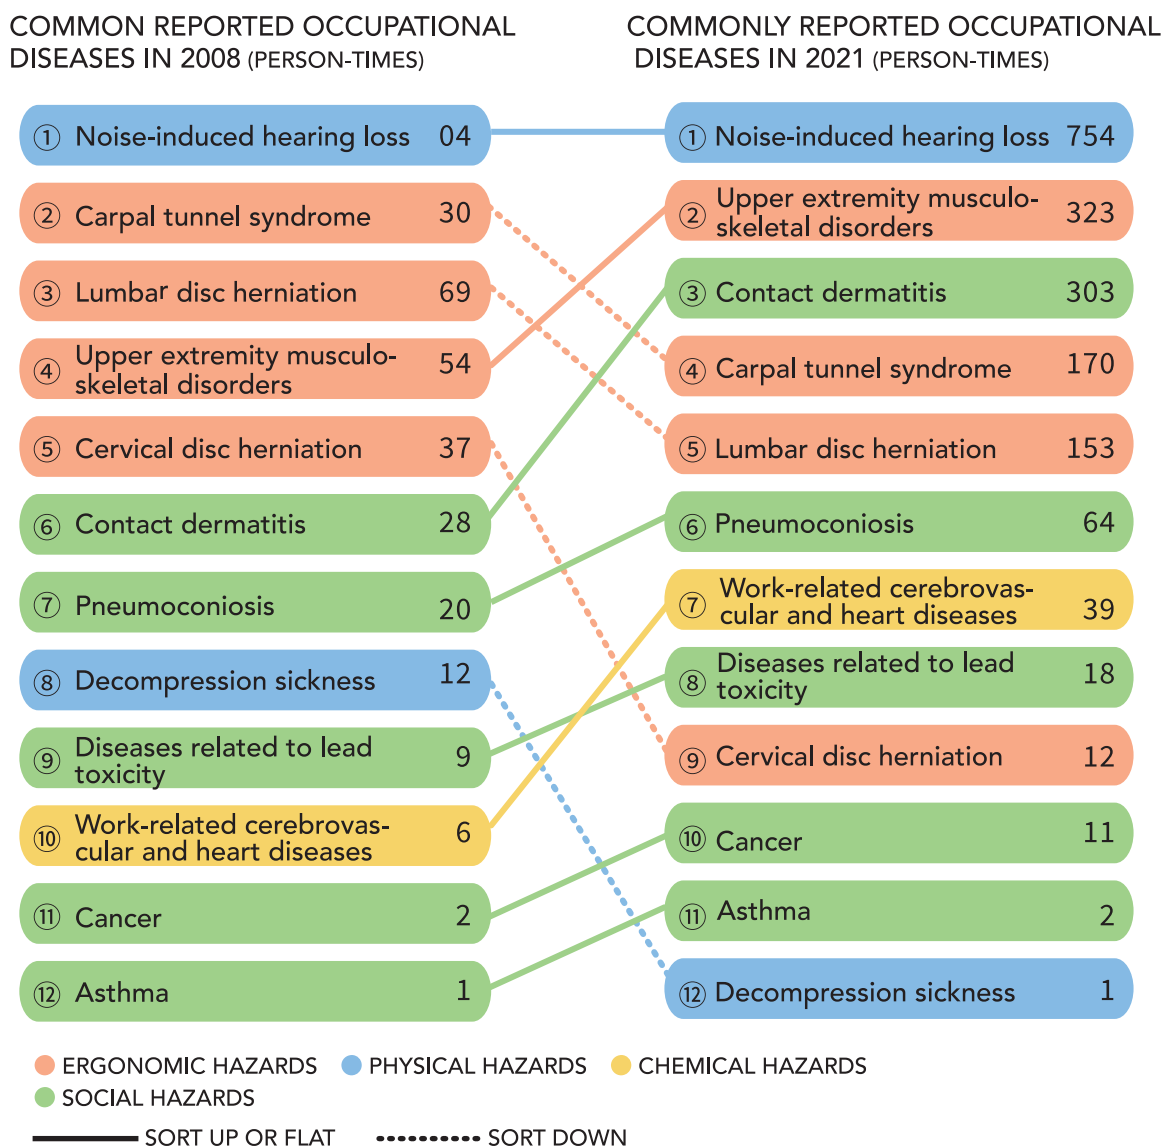 COMMON REPORTED OCCUPATIONAL
DISEASES IN 2008 (PERSON-TIMES)
① Noise-induced hearing loss 04
② Carpal tunnel syndrome 30
③ Lumbar disc herniation 69
④ Upper extremity musculo-
skeletal disorders 54
⑤ Cervical disc herniation 37
⑥ Contact dermatitis 28
⑦ Pneumoconiosis 20
⑧ Decompression sickness 12
⑨ Diseases related to lead
toxicity 9
⑩ Work-related cerebrovas-
cular and heart diseases 6
⑪ Cancer 2
⑫ Asthma 1
COMMONLY REPORTED OCCUPATIONAL
DISEASES IN 2021 (PERSON-TIMES)
① Noise-induced hearing loss 754
② Upper extremity musculo-
skeletal disorders 323
③ Contact dermatitis 303
④ Carpal tunnel syndrome 170
⑤ Lumbar disc herniation 153
⑥ Pneumoconiosis 64
⑦ Work-related cerebrovas-
cular and heart diseases 39
⑧ Diseases related to lead
toxicity 18
⑨ Cervical disc herniation 12
⑩ Cancer 11
⑪ Asthma 2
⑫ Decompression sickness 1
ERGONOMIC HAZARDS PHYSICAL HAZARDS CHEMICAL HAZARDS
SOCIAL HAZARDS
SORT UP OR FLAT SORT DOWN